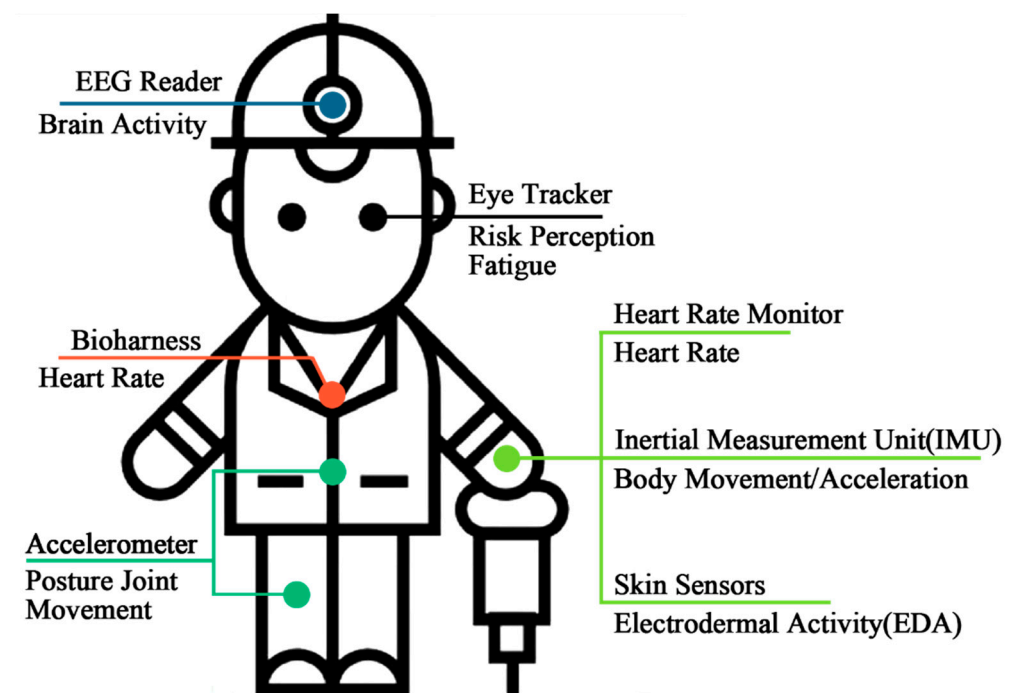 EEG Reader
Brain Activity
Eye Tracker
Risk Perception
Fatigue
Heart Rate Monitor
Heart Rate
Bioharness
Heart Rate
Inertial Measurement Unit(IMU)
Body Movement/Acceleration
Accelerometer
Posture Joint
Movement
Skin Sensors
Electrodermal Activity(EDA)